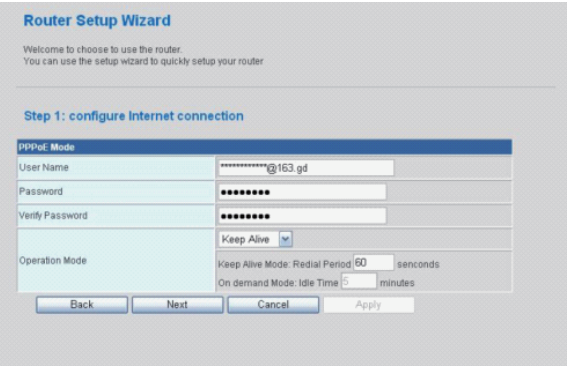 Router Setup Wizard
Welcome to choose to use the router.
You can use the setup wizard to quickly setup your router
Step 1: configure Internet connection
PPPoE Mode
User Name ************@163.gd
Password ●●●●●●●●
Verify Password ●●●●●●●●
Operation Mode
Keep Alive
Keep Alive Mode: Redial Period 60 senconds
On demand Mode: Idle Time 5 minutes
Back Next Cancel Apply